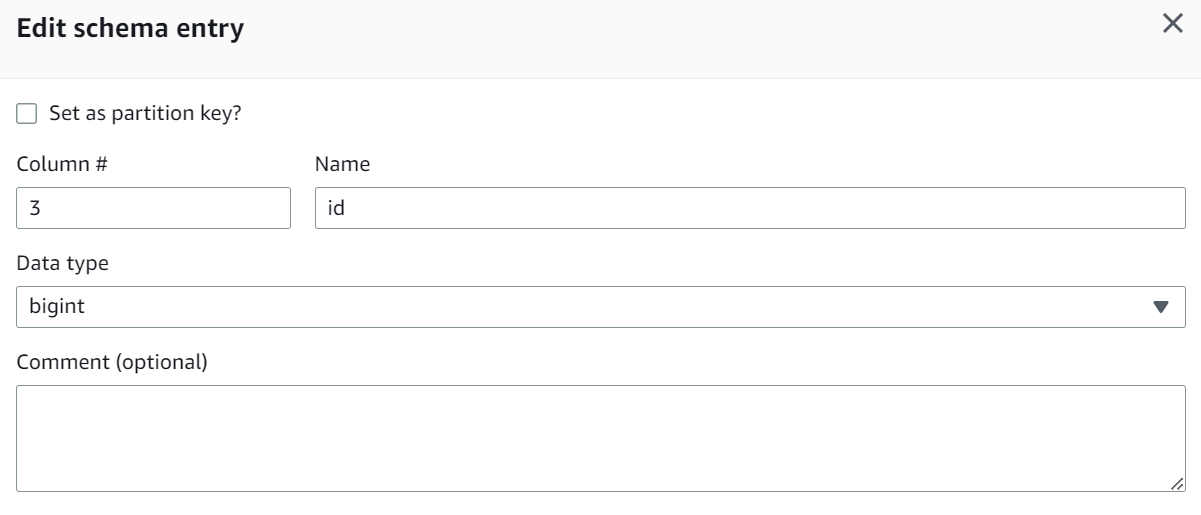 Edit schema entry
Set as partition key?
Column #
Name
3
id
Data type
bigint
Comment (optional)